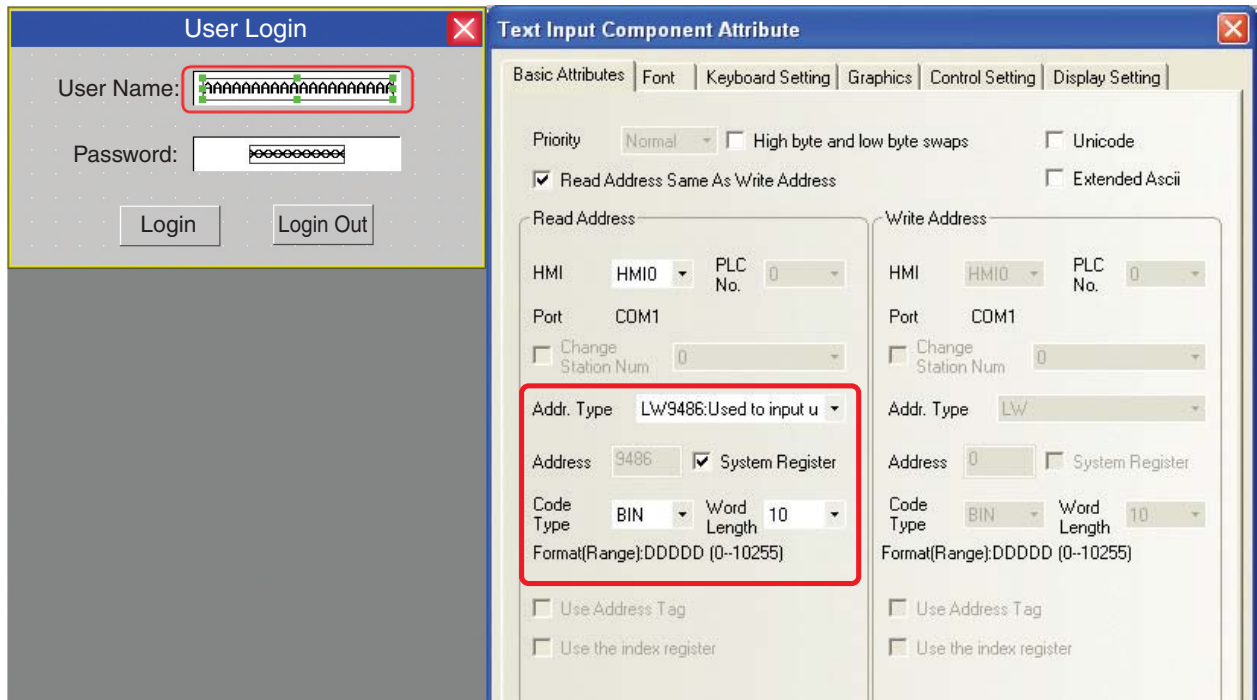 User Login
User Name: AAAAAAAAAAAAAAAAAAAA
Password: XXXXXXXXXX
Login Login Out
Text Input Component Attribute
Basic Attributes Font Keyboard Setting Graphics Control Setting Display Setting
Priority Normal High byte and low byte swaps Unicode
Read Address Same As Write Address Extended Ascii
Read Address
HMI HMI0 PLC No. 0
Port COM1
Change Station Num 0
Addr. Type LW9486:Used to input u
Address 9486 System Register
Code Type BIN Word Length 10
Format(Range):DDDDD (0--10255)
Use Address Tag
Use the index register
Write Address
HMI HMI0 PLC No. 0
Port COM1
Change Station Num 0
Addr. Type LW
Address 0 System Register
Code Type BIN Word Length 10
Format(Range):DDDDD (0--10255)
Use Address Tag
Use the index register